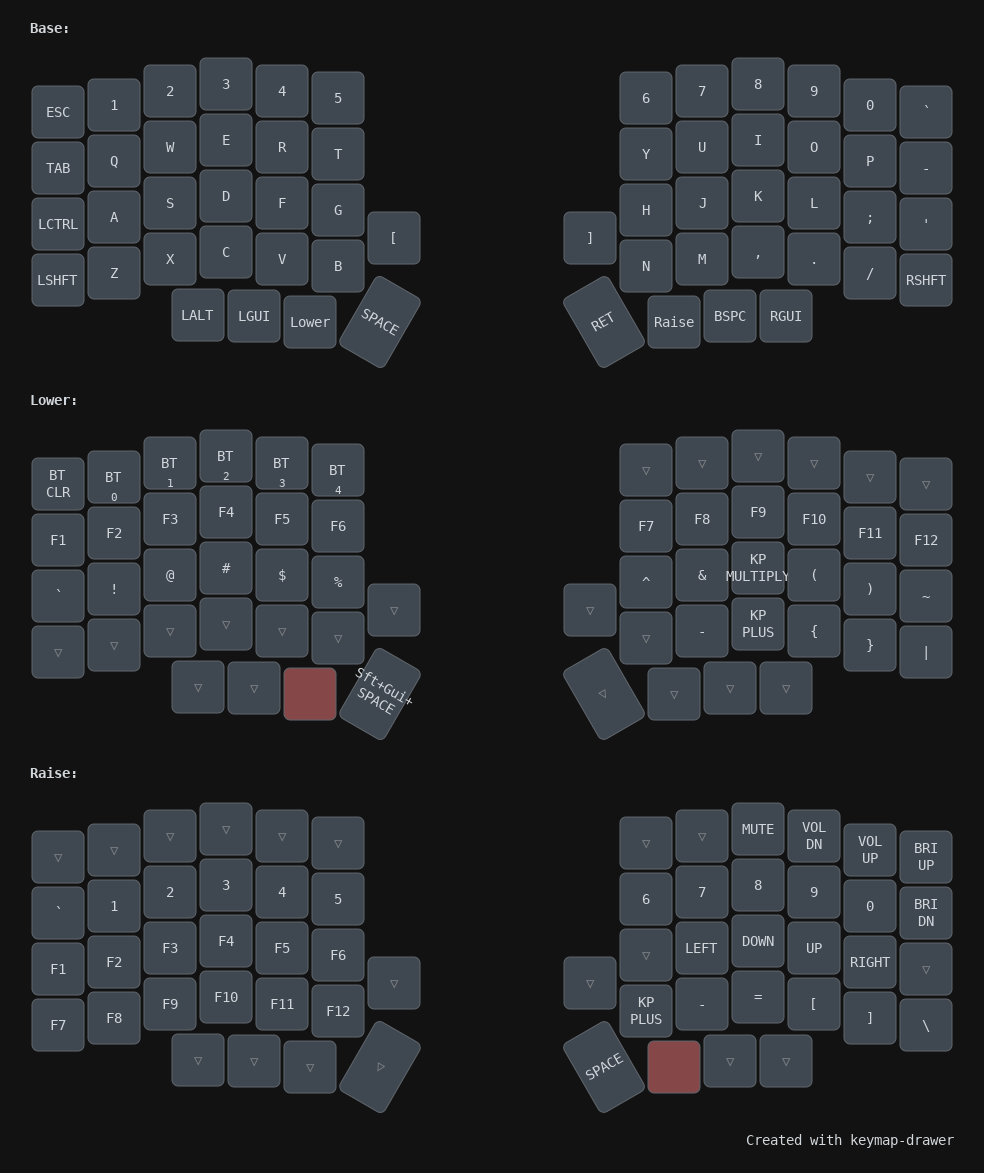 Base:
ESC 1 2 3 4 5 6 7 8 9 0 `
TAB Q W E R T Y U I O P -
LCTRL A S D F G H J K L ; '
[ ]
LSHFT Z X C V B N M , . / RSHFT
LALT LGUI Lower SPACE RET Raise BSPC RGUI
Lower:
BT CLR BT 0 BT 1 BT 2 BT 3 BT 4 ▽ ▽ ▽ ▽ ▽ ▽
F1 F2 F3 F4 F5 F6 F7 F8 F9 F10 F11 F12
` ! @ # $ % ^ & KP MULTIPLY ( ) ~
▽ ▽
▽ ▽ ▽ ▽ ▽ ▽ ▽ - KP PLUS { } |
▽ ▽ Sft+Gui+ SPACE ◁ ▽ ▽ ▽
Raise:
▽ ▽ ▽ ▽ ▽ ▽ ▽ ▽ MUTE VOL DN VOL UP BRI UP
` 1 2 3 4 5 6 7 8 9 0 BRI DN
F1 F2 F3 F4 F5 F6 ▽ LEFT DOWN UP RIGHT ▽
▽ ▽
F7 F8 F9 F10 F11 F12 KP PLUS - = [ ] \
▽ ▽ ▽ ▷ SPACE ▽ ▽
Created with keymap-drawer